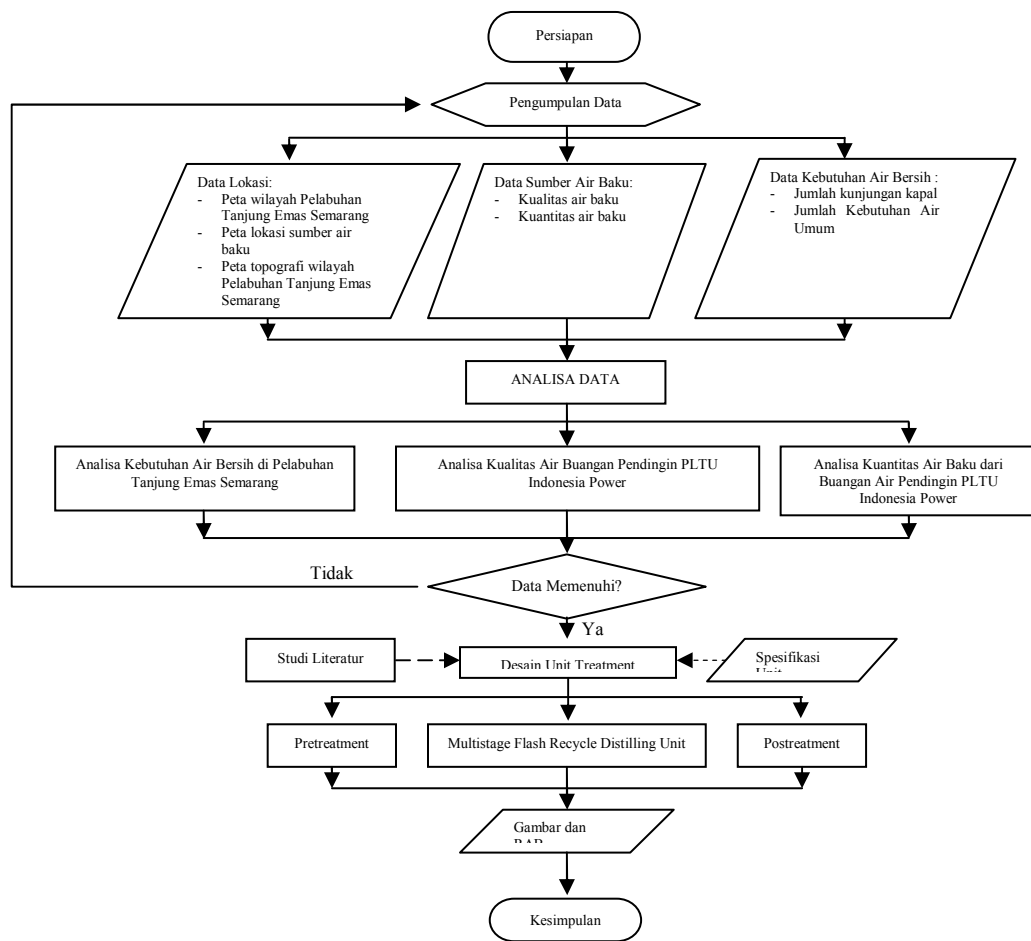 Persiapan
Pengumpulan Data
Data Lokasi:
- Peta wilayah Pelabuhan
Tanjung Emas Semarang
- Peta lokasi sumber air
baku
- Peta topografi wilayah
Pelabuhan Tanjung Emas
Semarang
Data Sumber Air Baku:
- Kualitas air baku
- Kuantitas air baku
Data Kebutuhan Air Bersih :
- Jumlah kunjungan kapal
- Jumlah Kebutuhan Air
Umum
ANALISA DATA
Analisa Kebutuhan Air Bersih di Pelabuhan
Tanjung Emas Semarang
Analisa Kualitas Air Buangan Pendingin PLTU
Indonesia Power
Analisa Kuantitas Air Baku dari
Buangan Air Pendingin PLTU
Indonesia Power
Tidak
Data Memenuhi?
Ya
Studi Literatur
Desain Unit Treatment
Spesifikasi
Unit
Pretreatment
Multistage Flash Recycle Distilling Unit
Postreatment
Gambar dan
Kesimpulan